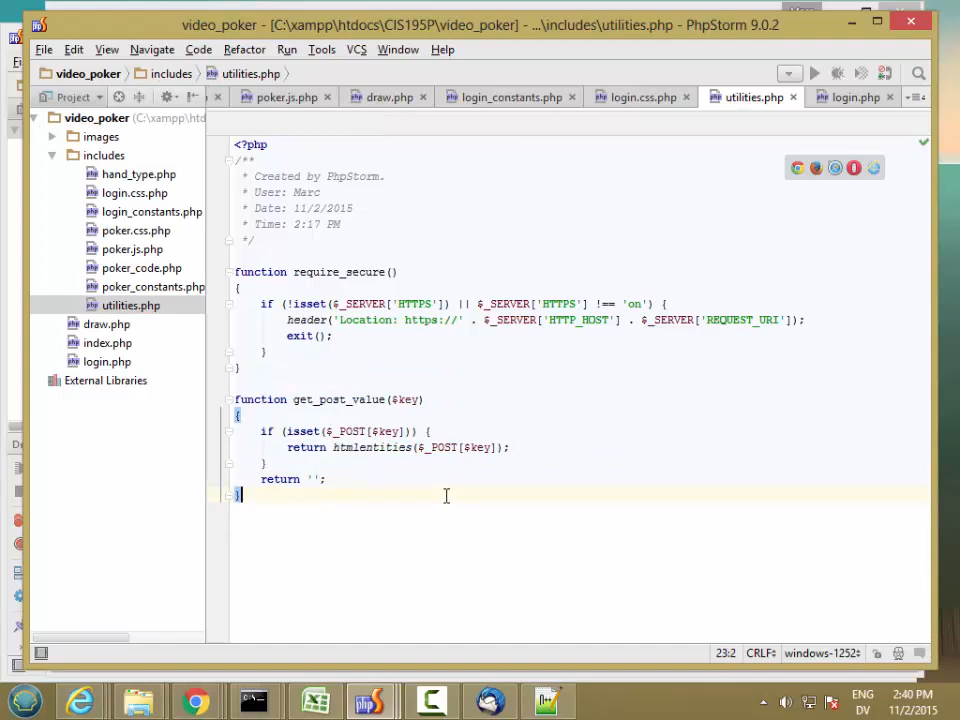 video_poker - [C:\xampp\htdocs\CIS195P\video_poker] - ...\includes\utilities.php - PhpStorm 9.0.2
File Edit View Navigate Code Refactor Run Tools VCS Window Help
video_poker includes utilities.php
Project poker.js.php draw.php login_constants.php login.css.php utilities.php login.php
video_poker (C:\xampp\htd
images
includes
hand_type.php
login.css.php
login_constants.php
poker.css.php
poker.js.php
poker_code.php
poker_constants.php
utilities.php
draw.php
index.php
login.php
External Libraries
<?php
/**
* Created by PhpStorm.
* User: Marc
* Date: 11/2/2015
* Time: 2:17 PM
*/
function require_secure()
{
if (!isset($_SERVER['HTTPS']) || $_SERVER['HTTPS'] !== 'on') {
header('Location: https://' . $_SERVER['HTTP_HOST'] . $_SERVER['REQUEST_URI']);
exit();
}
}
function get_post_value($key)
{
if (isset($_POST[$key])) {
return htmlentities($_POST[$key]);
}
return '';
}
23:2 CRLF windows-1252
ENG 2:40 PM
DV 11/2/2015